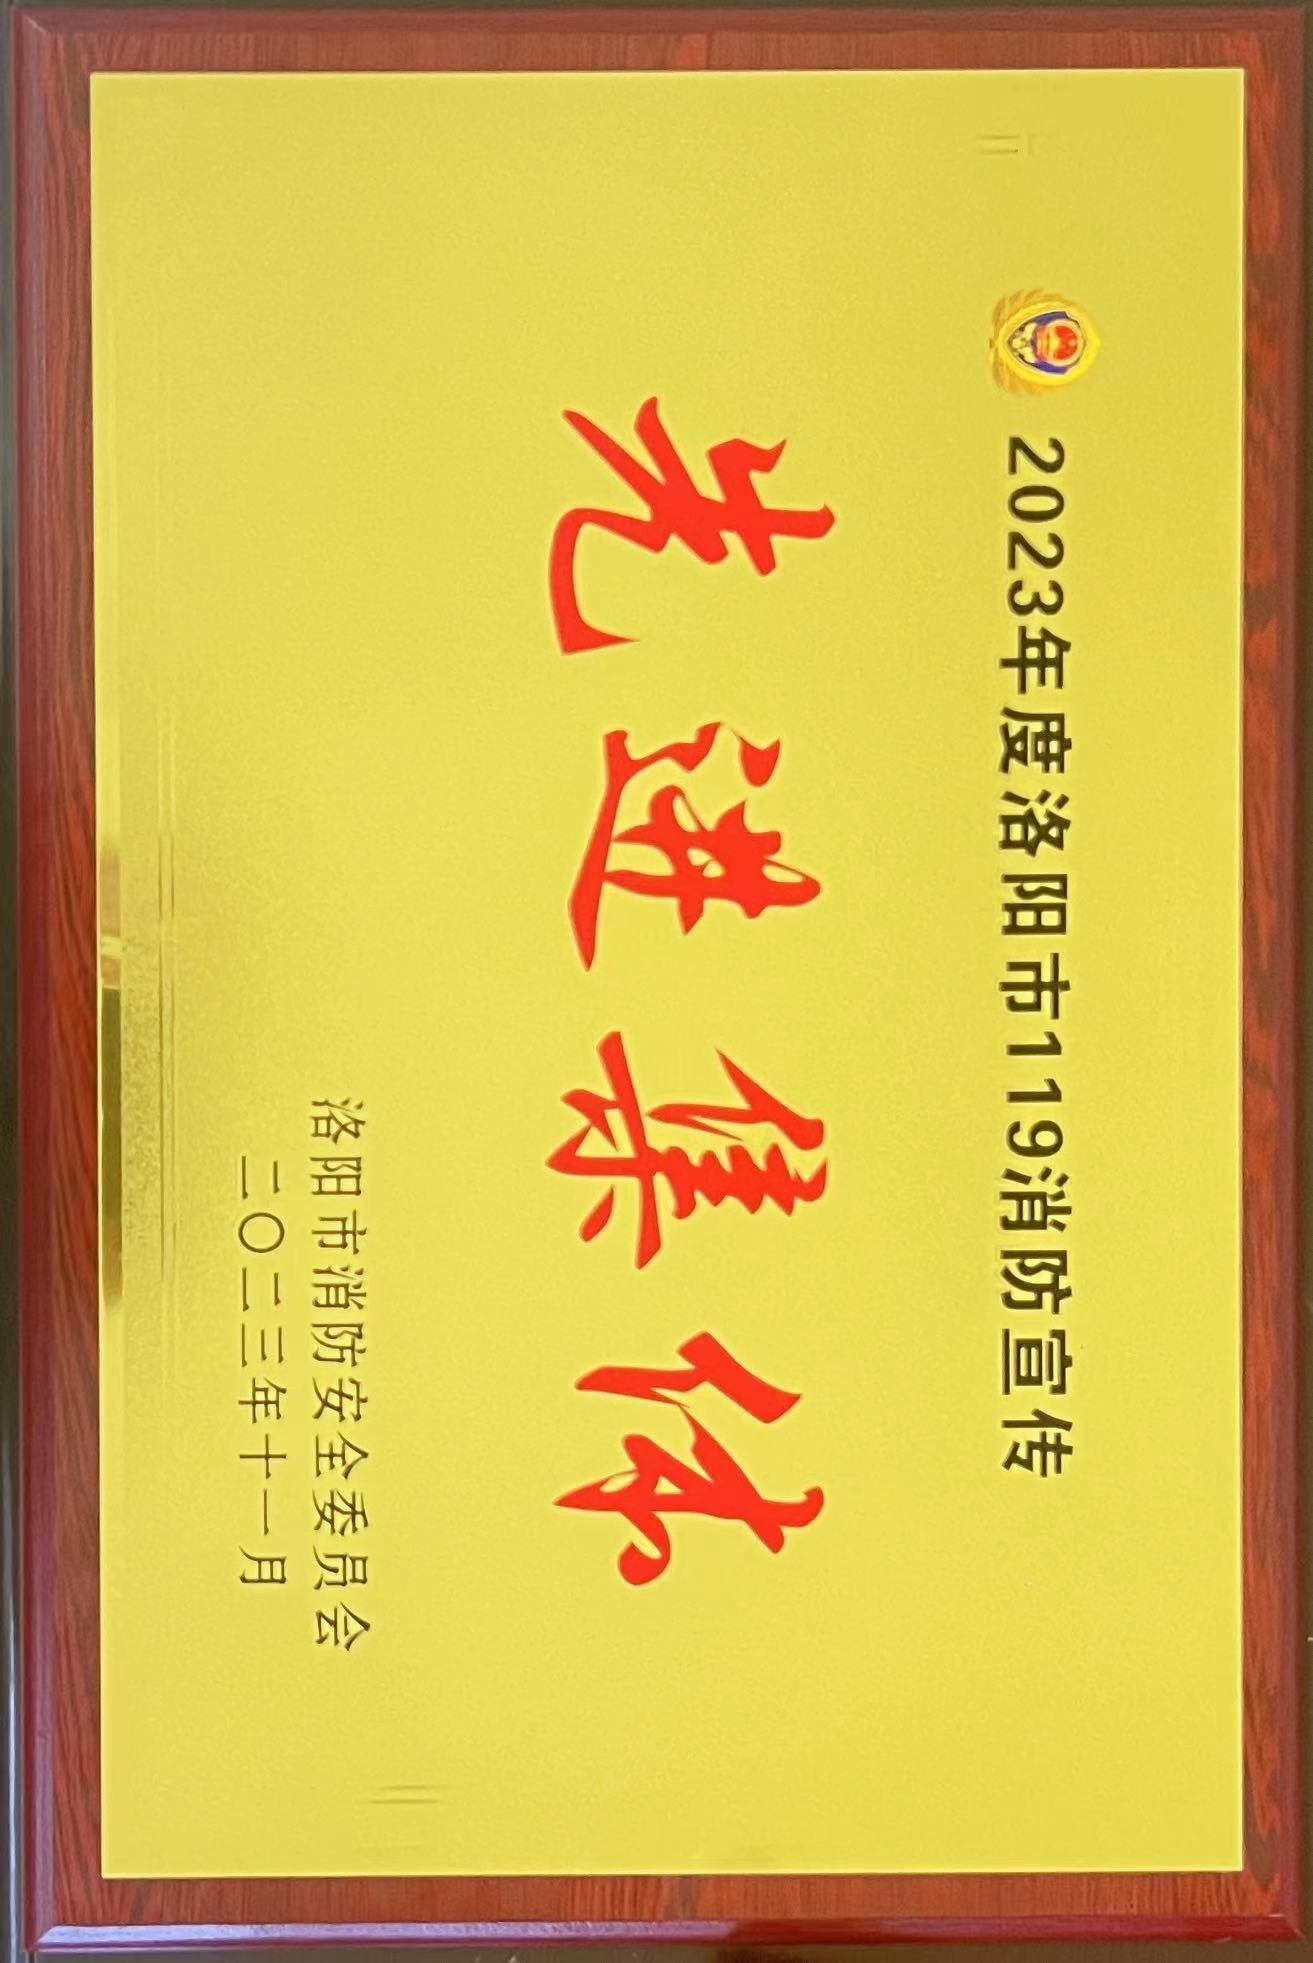 2023年度洛阳市119消防宣传
先进集体
洛阳市消防安全委员会
二〇二三年十一月